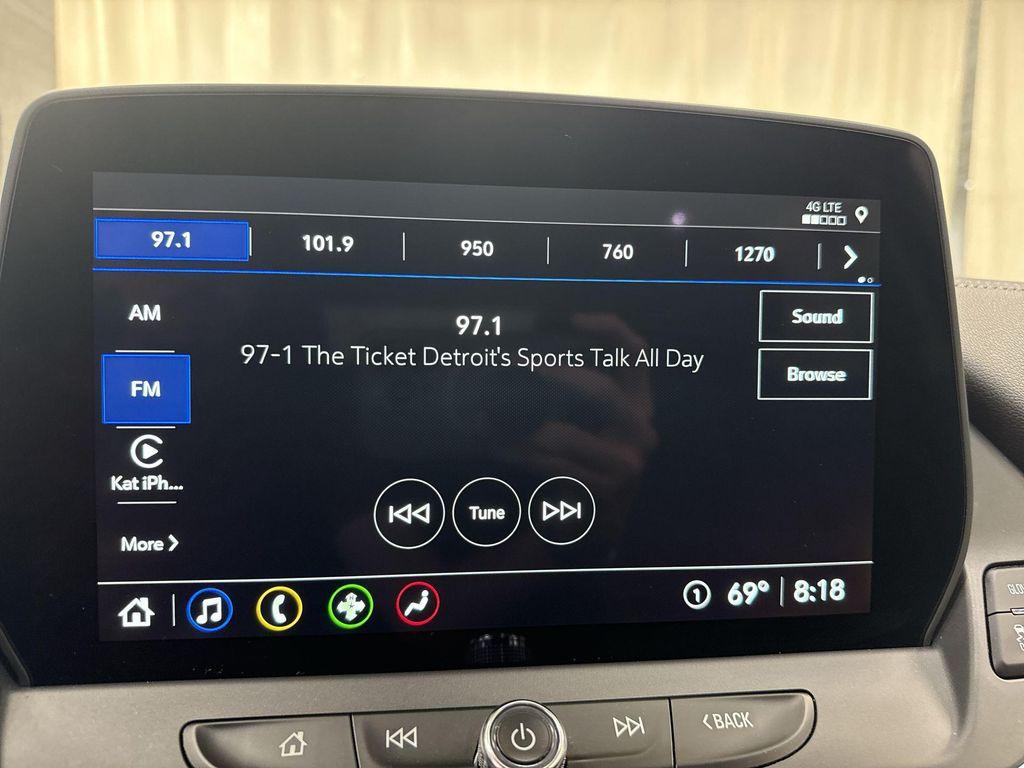 4G LTE
97.1
101.9
950
760
1270
AM
97.1
Sound
97-1 The Ticket Detroit's Sports Talk All Day
FM
Browse
Kat iPh...
Tune
More
1
69°
8:18
BACK